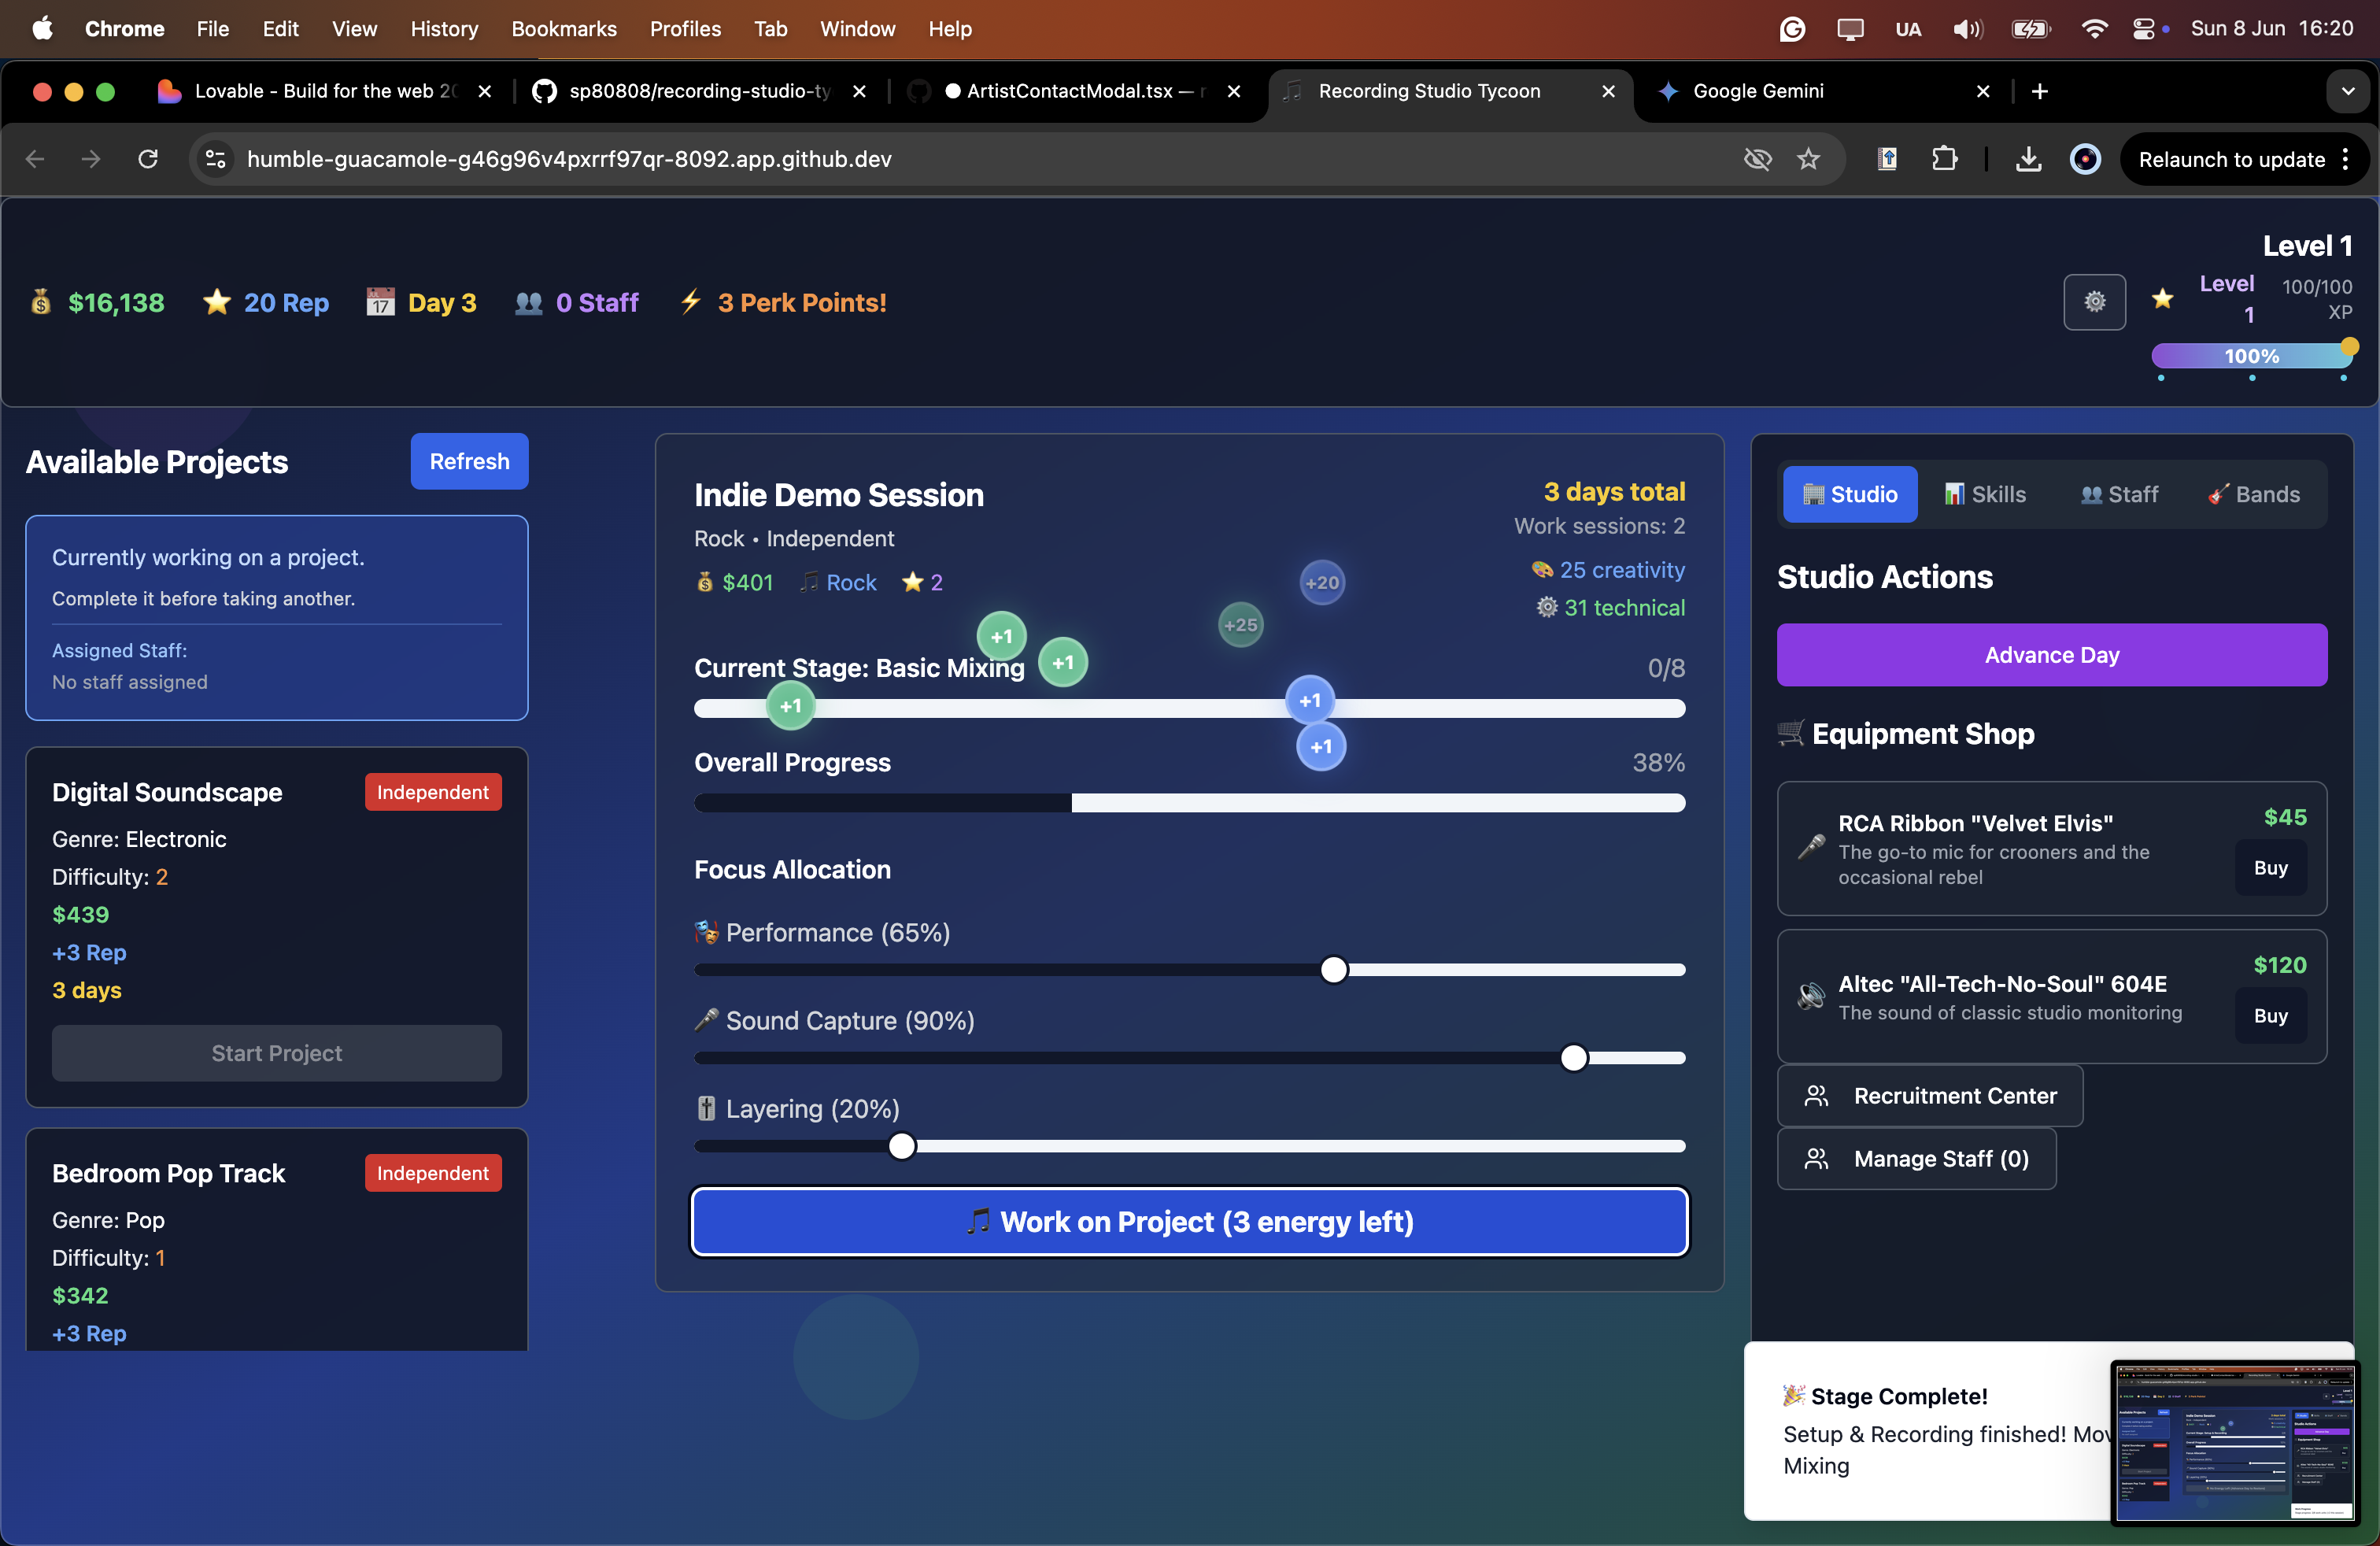 Chrome File Edit View History Bookmarks Profiles Tab Window Help UA Sun 8 Jun 16:20
Lovable - Build for the web 20
sp80808/recording-studio-ty
ArtistContactModal.tsx —
Recording Studio Tycoon
Google Gemini
humble-guacamole-g46g96v4pxrrf97qr-8092.app.github.dev
Relaunch to update
$16,138
20 Rep
Day 3
0 Staff
3 Perk Points!
Level 1
Level
1
100/100
XP
100%
Available Projects
Refresh
Currently working on a project.
Complete it before taking another.
Assigned Staff:
No staff assigned
Digital Soundscape
Independent
Genre: Electronic
Difficulty: 2
$439
+3 Rep
3 days
Start Project
Bedroom Pop Track
Independent
Genre: Pop
Difficulty: 1
$342
+3 Rep
Indie Demo Session
Rock • Independent
$401
Rock
2
3 days total
Work sessions: 2
25 creativity
31 technical
+20
+25
+1
+1
+1
+1
+1
Current Stage: Basic Mixing
0/8
Overall Progress
38%
Focus Allocation
Performance (65%)
Sound Capture (90%)
Layering (20%)
Work on Project (3 energy left)
Studio
Skills
Staff
Bands
Studio Actions
Advance Day
Equipment Shop
RCA Ribbon "Velvet Elvis"
The go-to mic for crooners and the
occasional rebel
$45
Buy
Altec "All-Tech-No-Soul" 604E
The sound of classic studio monitoring
$120
Buy
Recruitment Center
Manage Staff (0)
Stage Complete!
Setup & Recording finished! Mov
Mixing